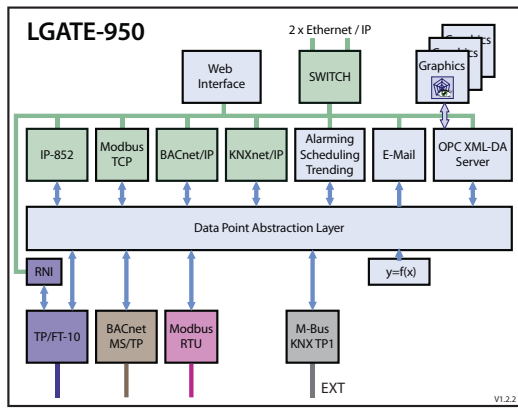 LGATE-950
2 x Ethernet / IP
Web
Interface
SWITCH
Graphics
Graphics
Graphics
IP-852
Modbus
TCP
BACnet/IP
KNXnet/IP
Alarming
Scheduling
Trending
E-Mail
OPC XML-DA
Server
Data Point Abstraction Layer
RNI
y=f(x)
TP/FT-10
BACnet
MS/TP
Modbus
RTU
M-Bus
KNX TP1
EXT
V1.2.2